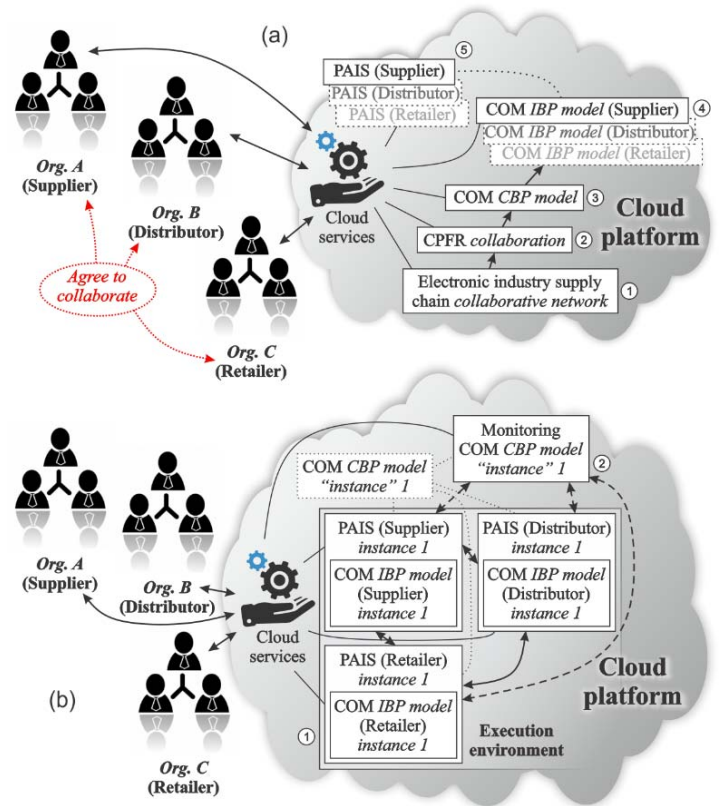 (a)
5
PAIS (Supplier)
PAIS (Distributor)
PAIS (Retailer)
COM IBP model (Supplier)
4
COM IBP model (Distributor)
COM IBP model (Retailer)
Org. A
(Supplier)
Org. B
(Distributor)
Cloud
services
COM CBP model
3
Cloud
platform
CPFR collaboration
2
Electronic industry supply
chain collaborative network
1
Agree to
collaborate
Org. C
(Retailer)
(b)
Monitoring
COM CBP model
"instance" 1
2
COM CBP model
"instance" 1
PAIS (Supplier)
instance 1
COM IBP model
(Supplier)
instance 1
PAIS (Distributor)
instance 1
COM IBP model
(Distributor)
instance 1
Org. A
(Supplier)
Org. B
(Distributor)
Cloud
services
PAIS (Retailer)
instance 1
COM IBP model
(Retailer)
instance 1
1
Execution
environment
Cloud
platform
Org. C
(Retailer)